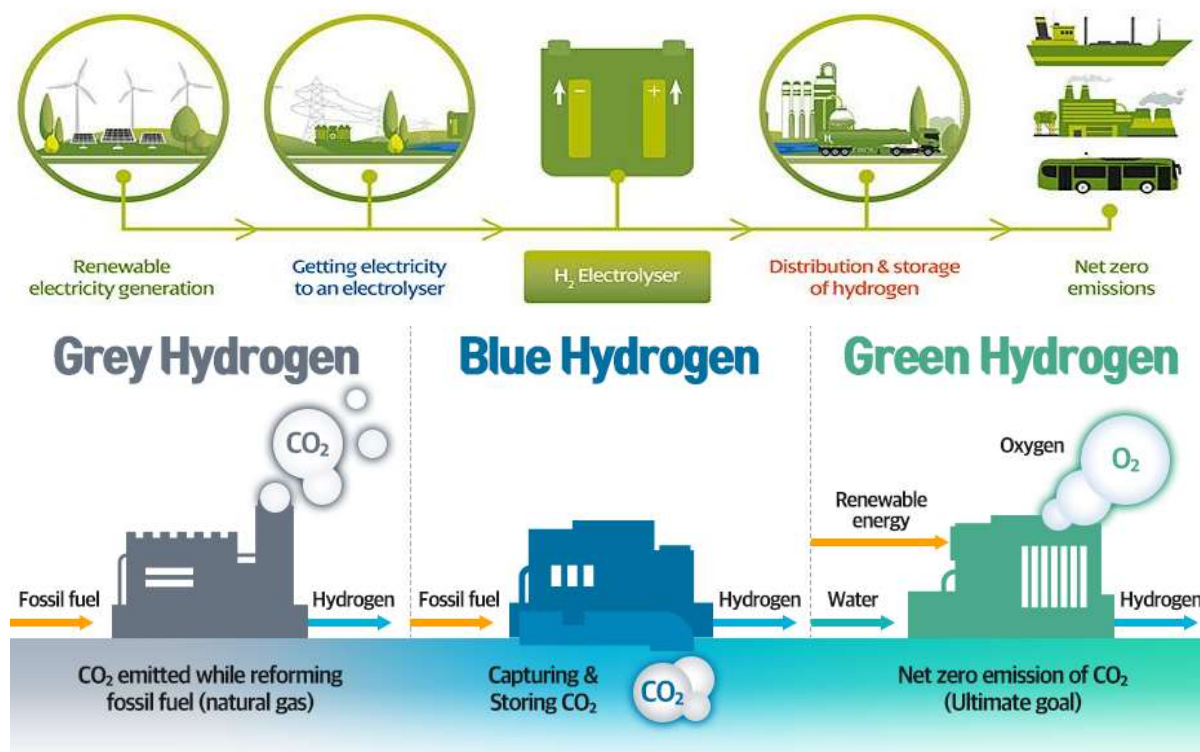 Renewable
electricity generation
Getting electricity
to an electrolyser
- +
H₂ Electrolyser
H₂
Distribution & storage
of hydrogen
Net zero
emissions
Grey Hydrogen
CO₂
Fossil fuel
Hydrogen
CO₂ emitted while reforming
fossil fuel (natural gas)
Blue Hydrogen
Fossil fuel
Hydrogen
Capturing &
Storing CO₂
CO₂
Green Hydrogen
Oxygen
O₂
Renewable
energy
Water
Hydrogen
Net zero emission of CO₂
(Ultimate goal)